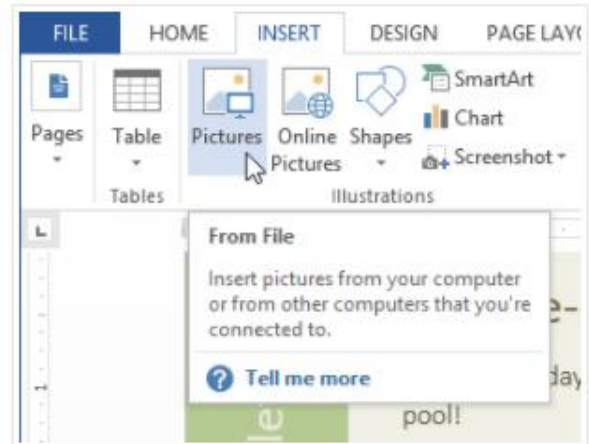 FILE HOME INSERT DESIGN PAGE LAY
SmartArt
Chart
Screenshot
Pages Table Pictures Online Pictures Shapes
Tables Illustrations
From File
Insert pictures from your computer
or from other computers that you're
connected to.
Tell me more
1
pool!